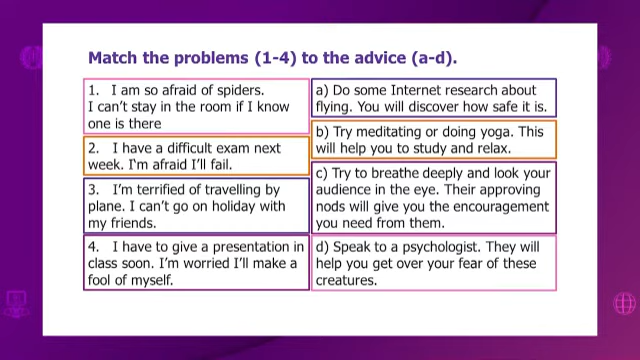 Match the problems (1-4) to the advice (a-d).
1. I am so afraid of spiders.
I can't stay in the room if I know
one is there
2. I have a difficult exam next
week. I'm afraid I'll fail.
3. I'm terrified of travelling by
plane. I can't go on holiday with
my friends.
4. I have to give a presentation in
class soon. I'm worried I'll make a
fool of myself.
a) Do some Internet research about
flying. You will discover how safe it is.
b) Try meditating or doing yoga. This
will help you to study and relax.
c) Try to breathe deeply and look your
audience in the eye. Their approving
nods will give you the encouragement
you need from them.
d) Speak to a psychologist. They will
help you get over your fear of these
creatures.